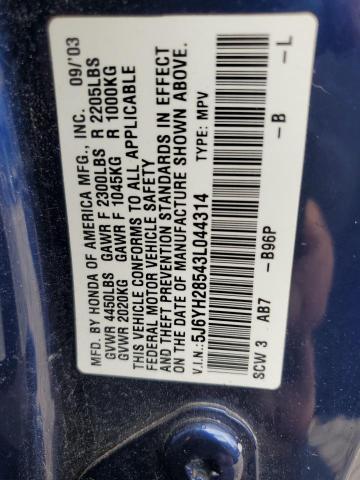 MFD. BY HONDA OF AMERICA MFG., INC. 09/'03
GVWR 4450LBS GAWR F 2300LBS R 2205LBS
GVWR 2020KG GAWR F 1045KG R 1000KG
THIS VEHICLE CONFORMS TO ALL APPLICABLE
FEDERAL MOTOR VEHICLE SAFETY
AND THEFT PREVENTION STANDARDS IN EFFECT
ON THE DATE OF MANUFACTURE SHOWN ABOVE.
V.I.N.: 5J6YH28543L044314 TYPE: MPV
SCW 3 AB7 -B96P -B -L